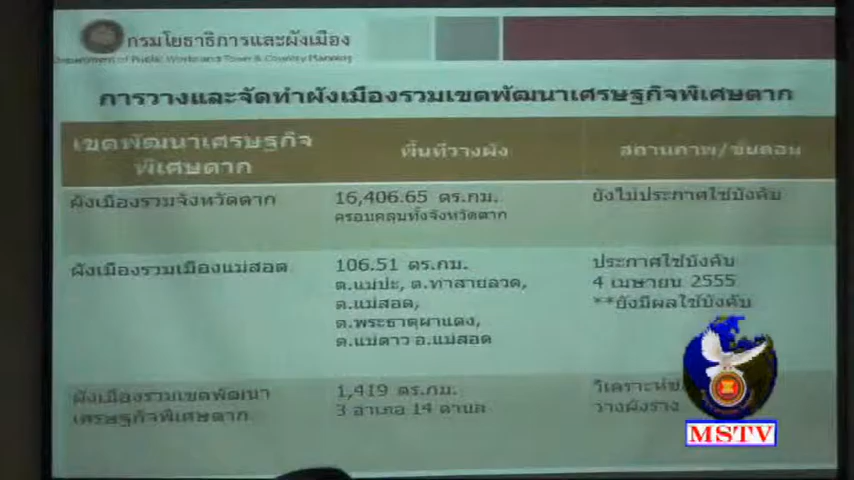 กรมโยธาธิการและผังเมือง
Department of Public Works and Town & Country Planning
การวางและจัดทำผังเมืองรวมเขตพัฒนาเศรษฐกิจพิเศษตาก
เขตพัฒนาเศรษฐกิจ
พิเศษตาก
พื้นที่วางผัง
สถานภาพ/ขั้นตอน
ผังเมืองรวมจังหวัดตาก
16,406.65 ตร.กม.
ครอบคลุมทั้งจังหวัดตาก
ยังไม่ประกาศใช้บังคับ
ผังเมืองรวมเมืองแม่สอด
106.51 ตร.กม.
ต.แม่ปะ, ต.ท่าสายลวด,
ต.แม่สอด,
ต.พระธาตุผาแดง,
ต.แม่ตาว อ.แม่สอด
ประกาศใช้บังคับ
4 เมษายน 2555
**ยังมีผลใช้บังคับ
ผังเมืองรวมเขตพัฒนา
เศรษฐกิจพิเศษตาก
1,419 ตร.กม.
3 อำเภอ 14 ตำบล
วิเคราะห์
วางผังร่าง
MSTV